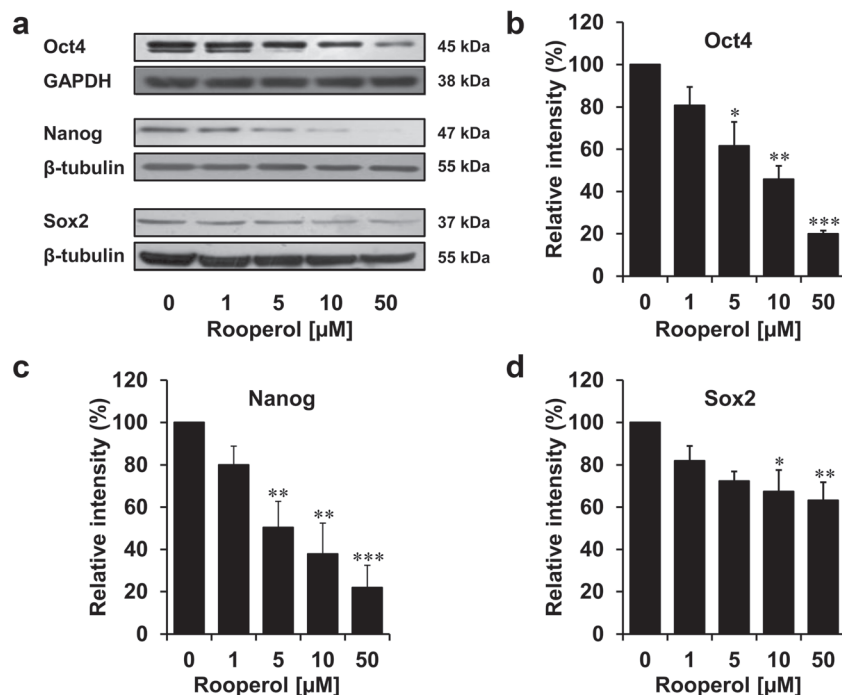 a
Oct4 45 kDa
GAPDH 38 kDa
Nanog 47 kDa
β-tubulin 55 kDa
Sox2 37 kDa
β-tubulin 55 kDa
0 1 5 10 50
Rooperol [µM]
b
Oct4
Relative intensity (%)
120
100
80
60
40
20
0
*
**
***
0 1 5 10 50
Rooperol [µM]
c
Nanog
Relative intensity (%)
120
100
80
60
40
20
0
**
**
***
0 1 5 10 50
Rooperol [µM]
d
Sox2
Relative intensity (%)
120
100
80
60
40
20
0
*
**
0 1 5 10 50
Rooperol [µM]